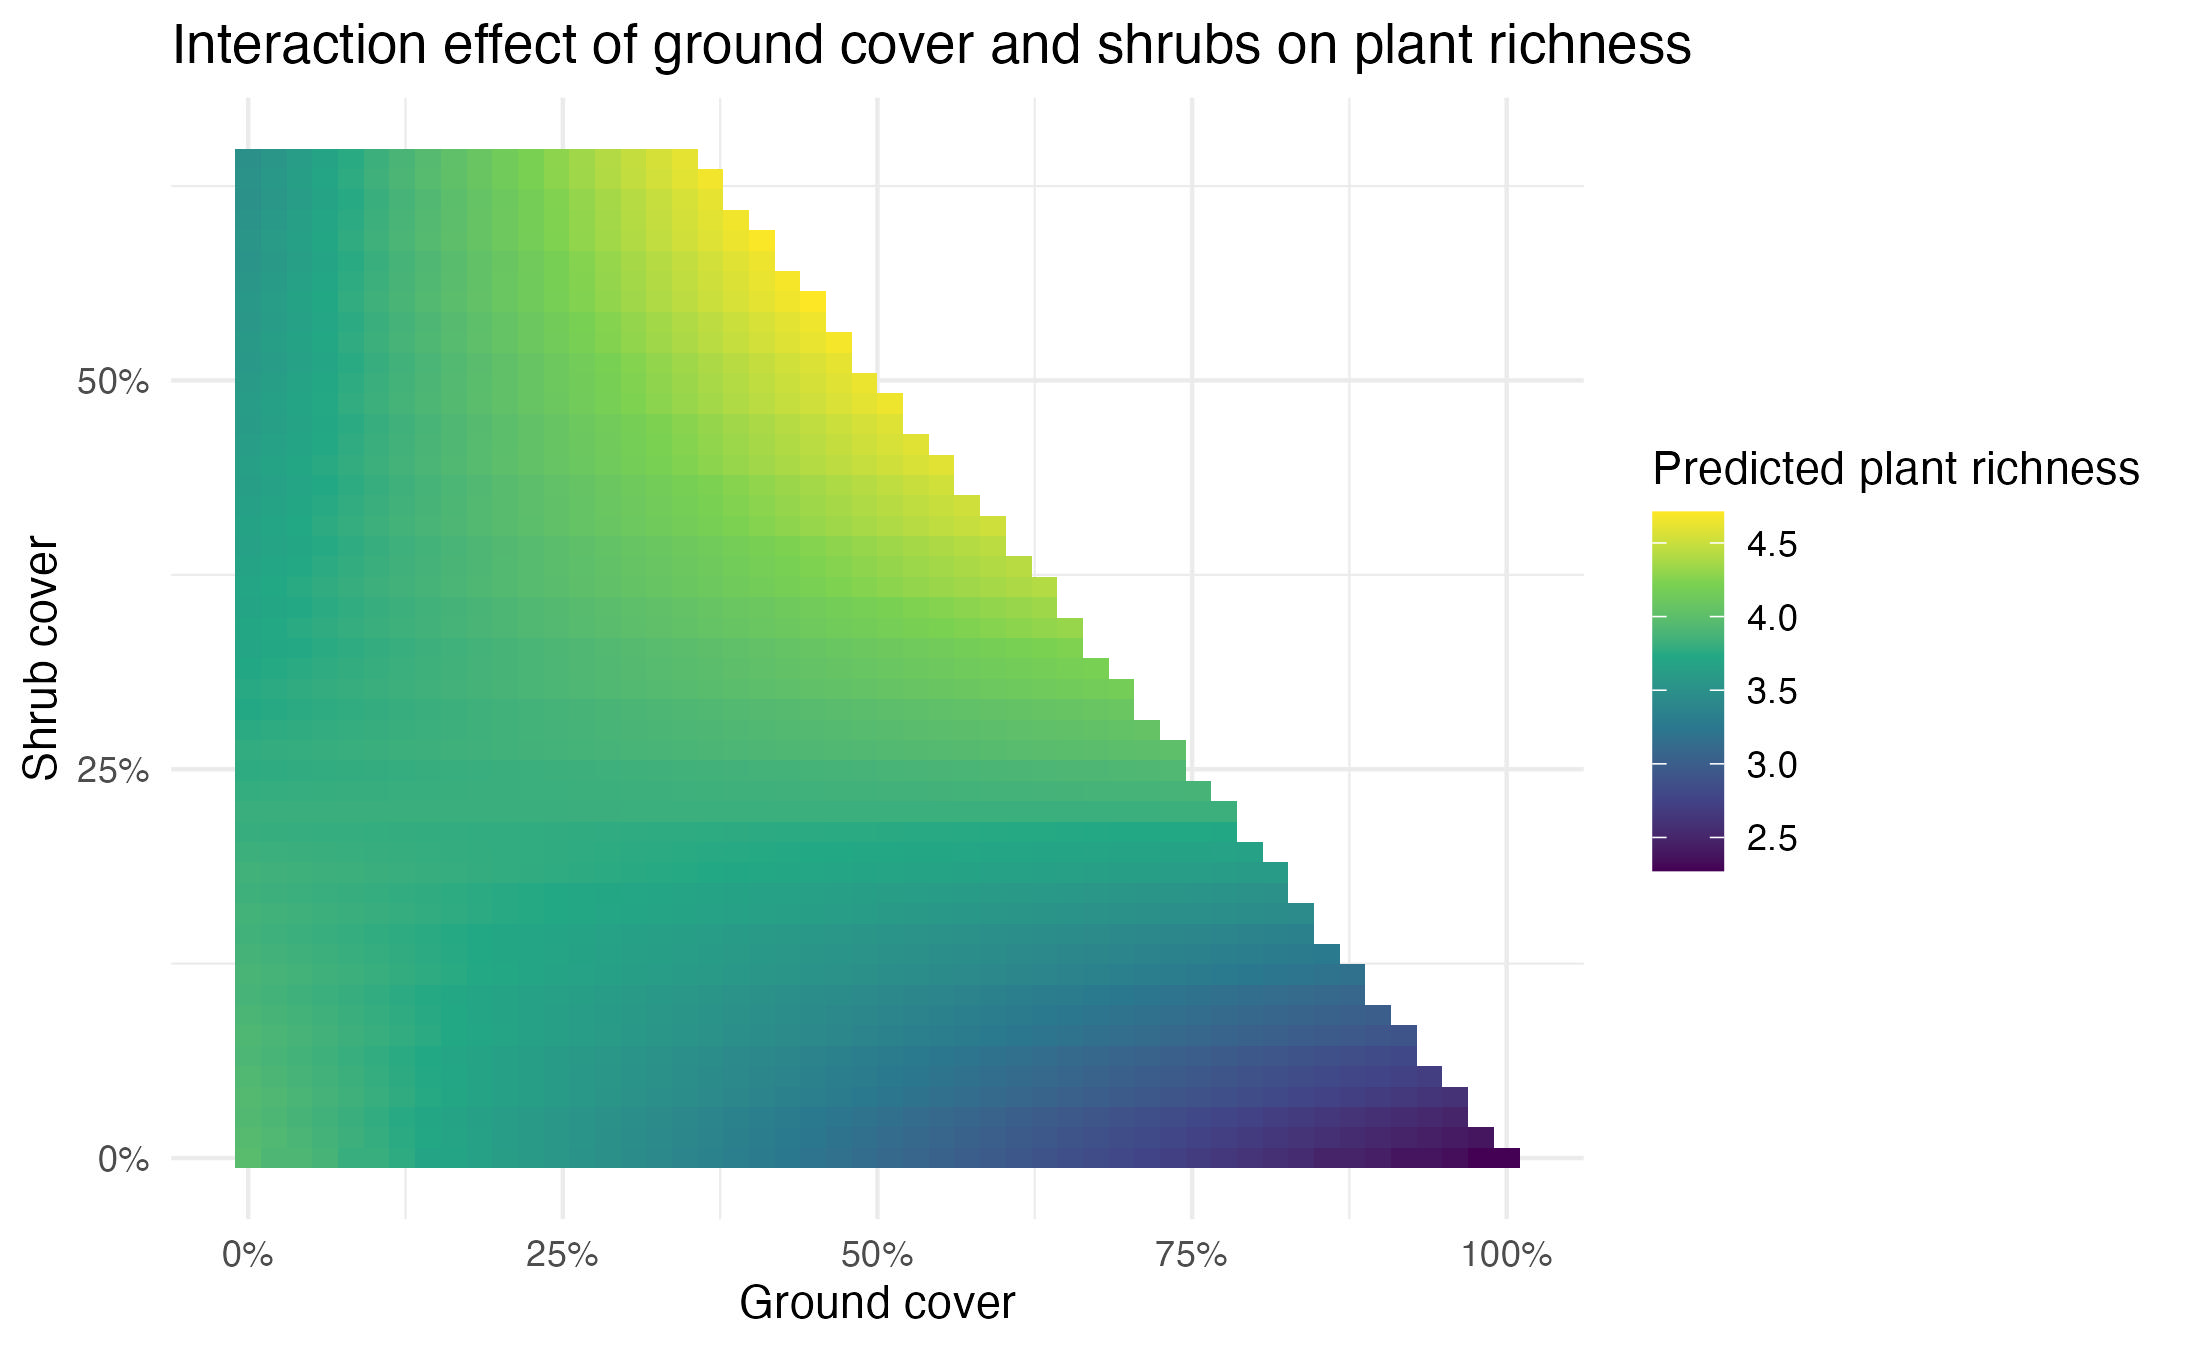 Interaction effect of ground cover and shrubs on plant richness
50%
25%
0%
Shrub cover
0% 25% 50% 75% 100%
Ground cover
Predicted plant richness
4.5
4.0
3.5
3.0
2.5